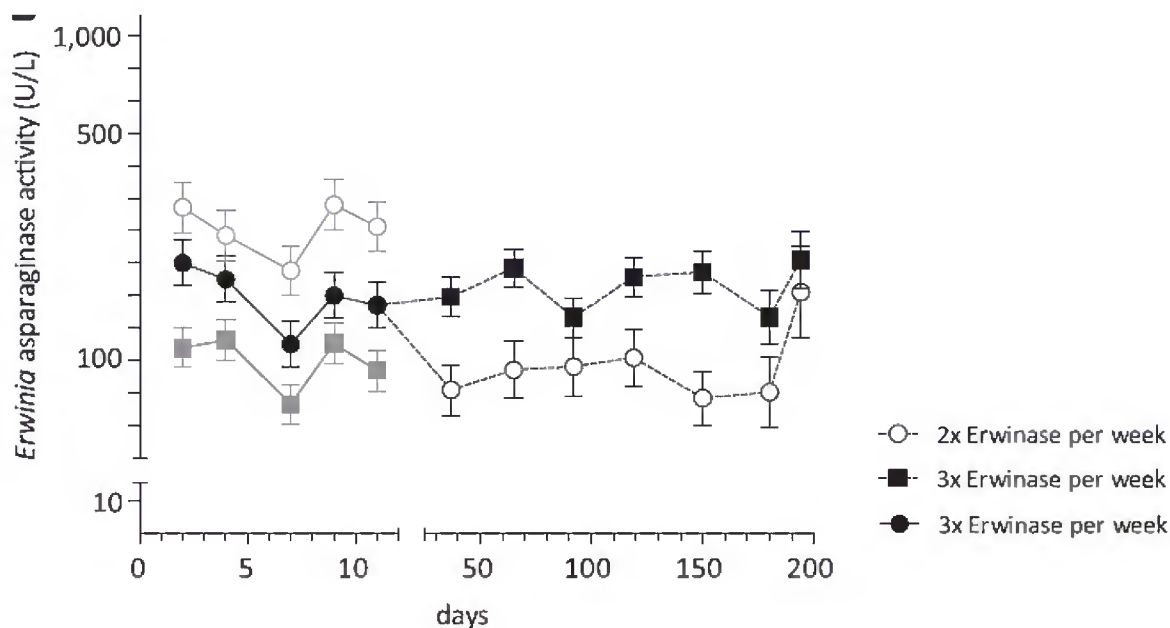 1,000
500
100
10
Erwinia asparaginase activity (U/L)
0 5 10 50 100 150 200
days
2x Erwinase per week
3x Erwinase per week
3x Erwinase per week